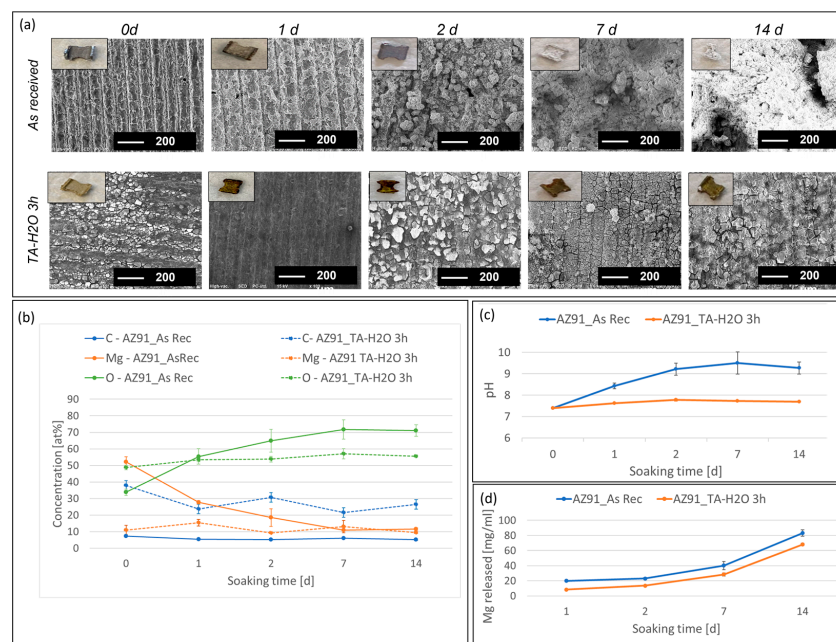 (a)
0d
1 d
2 d
7 d
14 d
As received
200
200
200
200
200
TA-H2O 3h
200
200
200
200
200
(b)
C - AZ91_As Rec
C- AZ91_TA-H2O 3h
Mg - AZ91_AsRec
Mg - AZ91 TA-H2O 3h
O - AZ91_As Rec
O - AZ91_TA-H2O 3h
Concentration [at%]
90
80
70
60
50
40
30
20
10
0
0
1
2
7
14
Soaking time [d]
(c)
AZ91_As Rec
AZ91_TA-H2O 3h
pH
10
9
8
7
6
0
1
2
7
14
Soaking time [d]
(d)
AZ91_As Rec
AZ91_TA-H2O 3h
Mg released [mg/ml]
100
80
60
40
20
0
1
2
7
14
Soaking time [d]